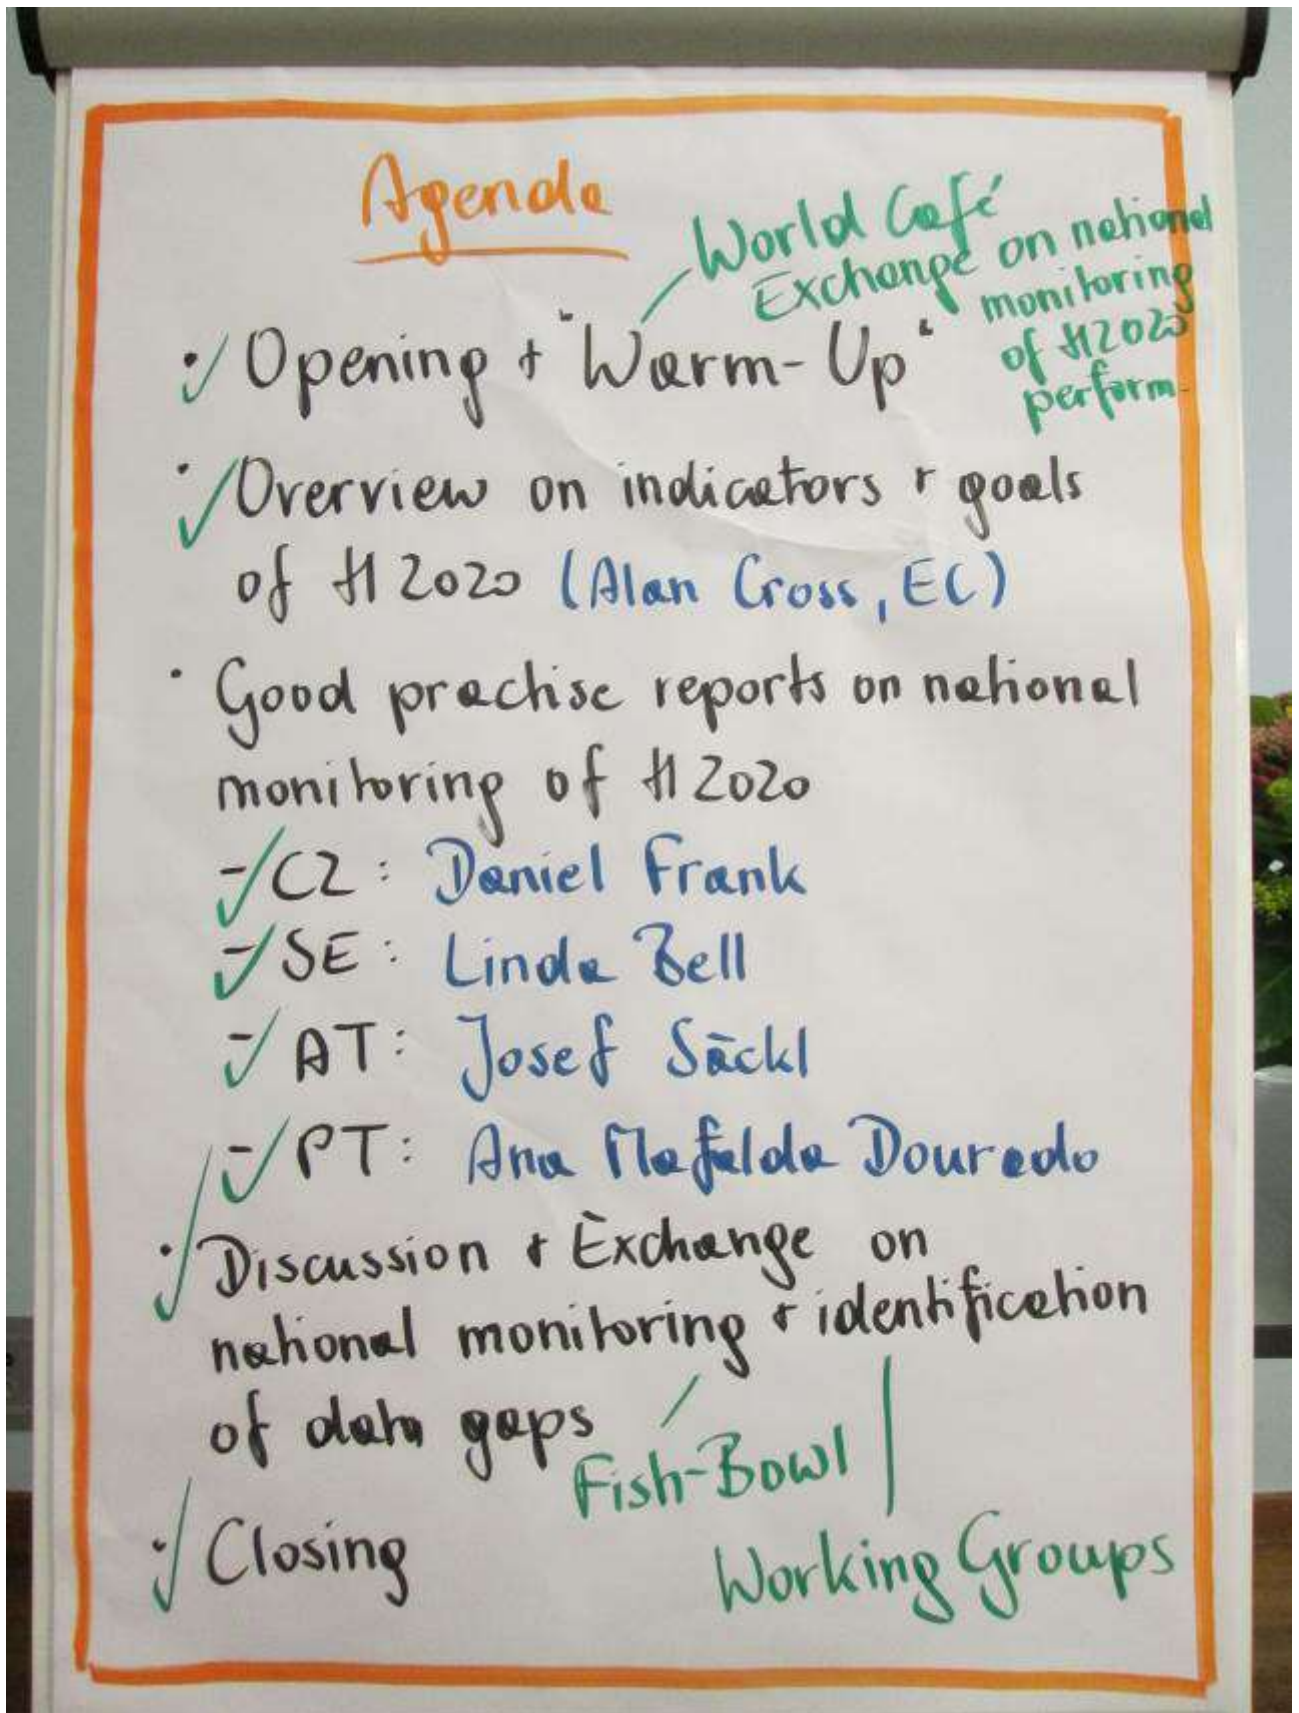 Agenda
World Café
Exchange on national
monitoring
of H2020
perform.
• Opening + "Warm-Up"
• Overview on indicators + goals
of H2020 (Alan Cross, EC)
• Good practise reports on national
monitoring of H2020
- CZ: Daniel Frank
- SE: Linda Bell
- AT: Josef Säckl
- PT: Ana Mafalda Dourado
• Discussion + Exchange on
national monitoring + identification
of data gaps
Fish-Bowl
Working Groups
• Closing